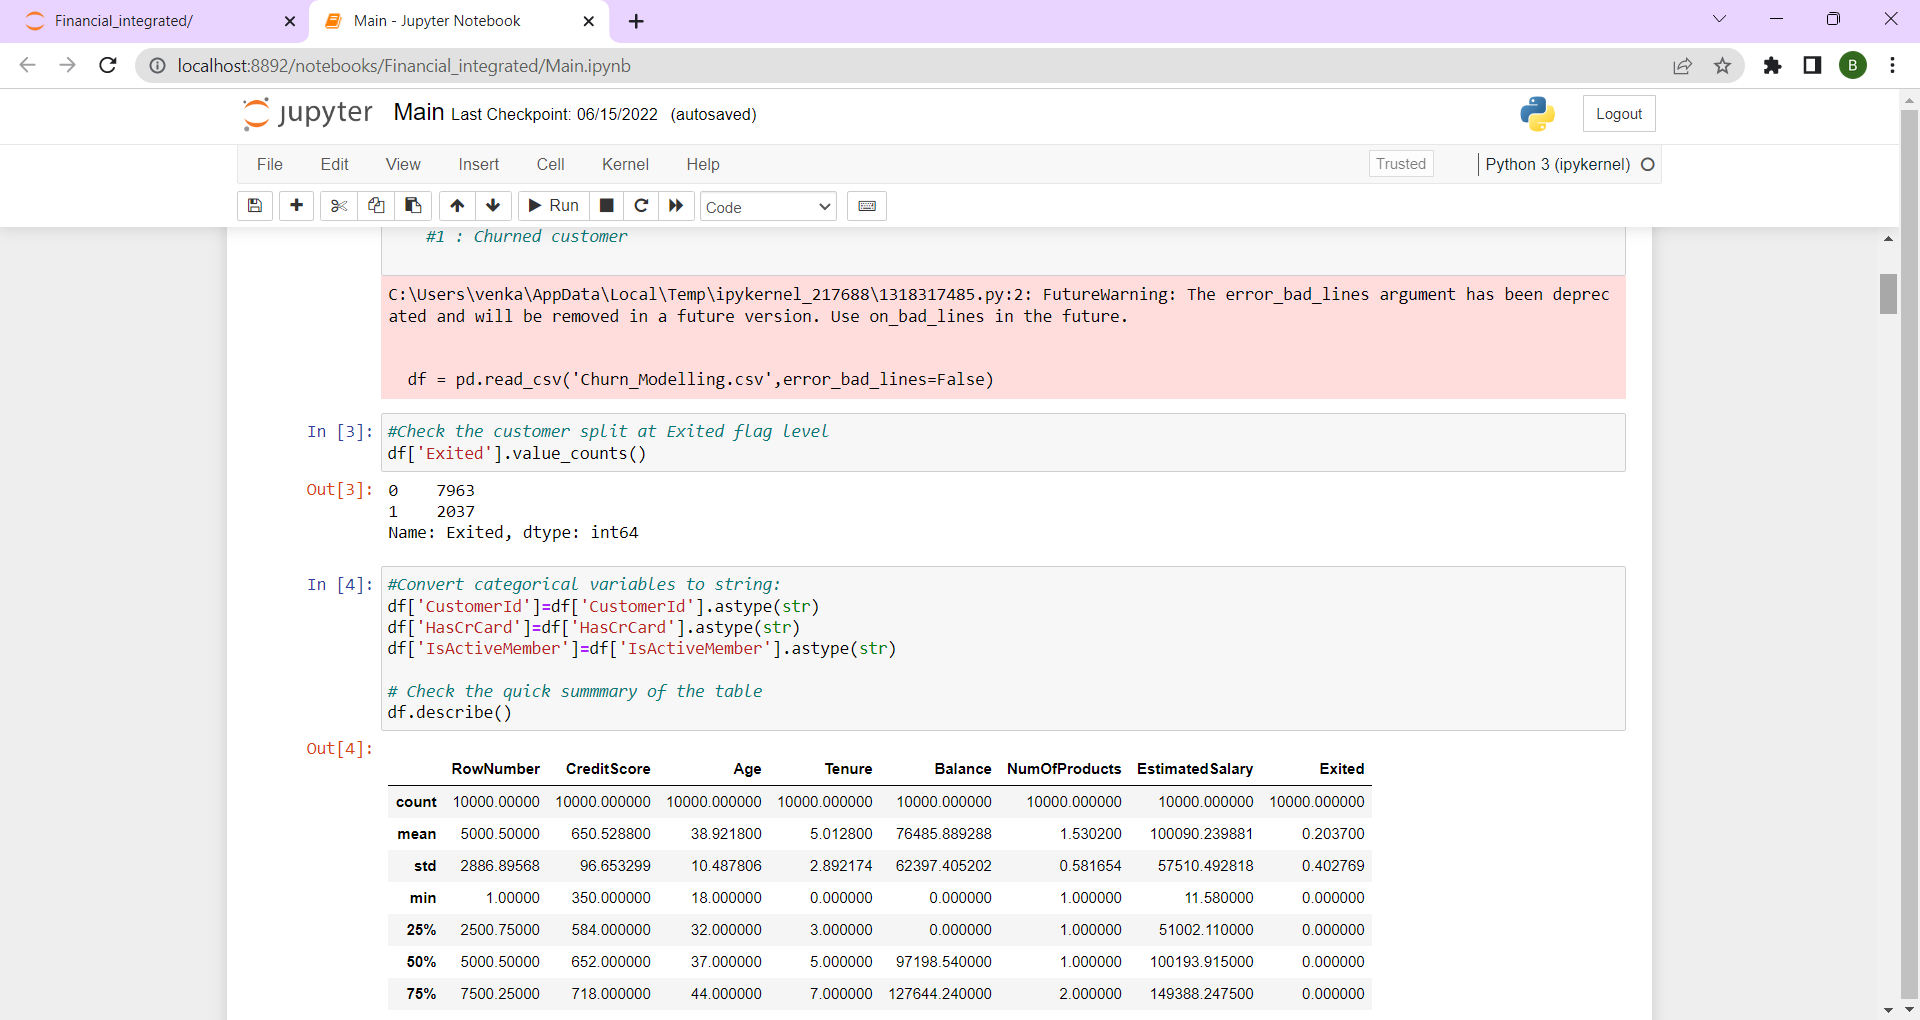 Financial_integrated/
Main - Jupyter Notebook
localhost:8892/notebooks/Financial_integrated/Main.ipynb
B
jupyter Main Last Checkpoint: 06/15/2022 (autosaved)
Logout
File Edit View Insert Cell Kernel Help
Trusted
Python 3 (ipykernel)
Run
Code
#1 : Churned customer
C:\Users\venka\AppData\Local\Temp\ipykernel_217688\1318317485.py:2: FutureWarning: The error_bad_lines argument has been deprec
ated and will be removed in a future version. Use on_bad_lines in the future.
df = pd.read_csv('Churn_Modelling.csv',error_bad_lines=False)
In [3]: #Check the customer split at Exited flag level
df['Exited'].value_counts()
Out[3]: 0 7963
1 2037
Name: Exited, dtype: int64
In [4]: #Convert categorical variables to string:
df['CustomerId']=df['CustomerId'].astype(str)
df['HasCrCard']=df['HasCrCard'].astype(str)
df['IsActiveMember']=df['IsActiveMember'].astype(str)
# Check the quick summmary of the table
df.describe()
Out[4]:
RowNumber CreditScore Age Tenure Balance NumOfProducts EstimatedSalary Exited
count 10000.00000 10000.000000 10000.000000 10000.000000 10000.000000 10000.000000 10000.000000 10000.000000
mean 5000.50000 650.528800 38.921800 5.012800 76485.889288 1.530200 100090.239881 0.203700
std 2886.89568 96.653299 10.487806 2.892174 62397.405202 0.581654 57510.492818 0.402769
min 1.00000 350.000000 18.000000 0.000000 0.000000 1.000000 11.580000 0.000000
25% 2500.75000 584.000000 32.000000 3.000000 0.000000 1.000000 51002.110000 0.000000
50% 5000.50000 652.000000 37.000000 5.000000 97198.540000 1.000000 100193.915000 0.000000
75% 7500.25000 718.000000 44.000000 7.000000 127644.240000 2.000000 149388.247500 0.000000